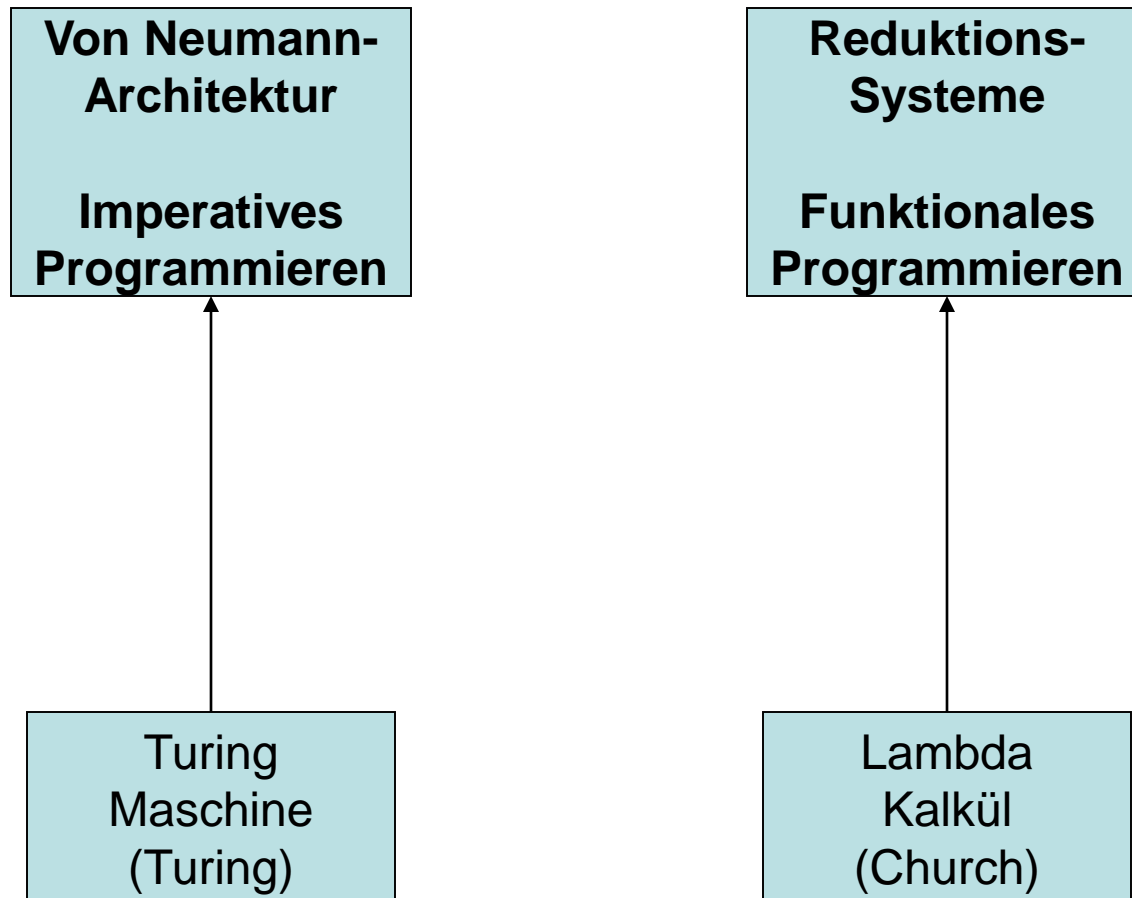 Von Neumann-
Architektur
Imperatives
Programmieren
Reduktions-
Systeme
Funktionales
Programmieren
Turing
Maschine
(Turing)
Lambda
Kalkül
(Church)